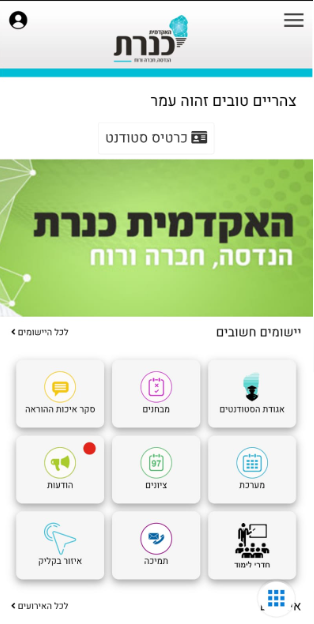 האקדמית
כנרת
הנדסה, חברה ורוח
צהריים טובים זהוה עמר
כרטיס סטודנט
האקדמית כנרת
הנדסה, חברה ורוח
יישומים חשובים
לכל היישומים
אגודת הסטודנטים
מבחנים
סקר איכות ההוראה
מערכת
97
ציונים
הודעות
חדרי לימוד
תמיכה
איזור בקליק
לכל האירועים